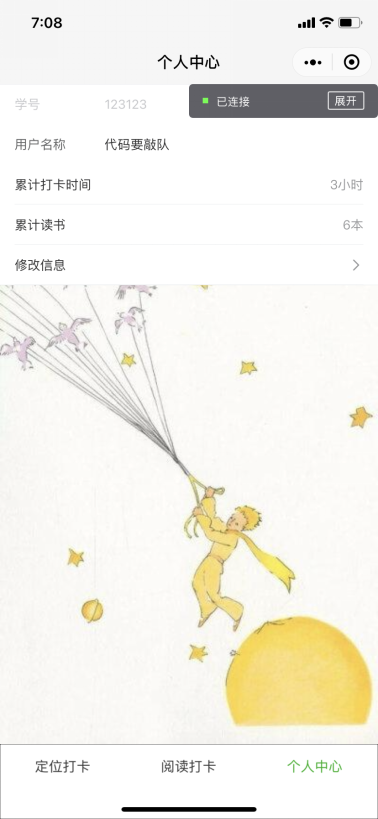 7:08
个人中心
学号 123123
已连接 展开
用户名称 代码要敲队
累计打卡时间 3小时
累计读书 6本
修改信息
定位打卡 阅读打卡 个人中心